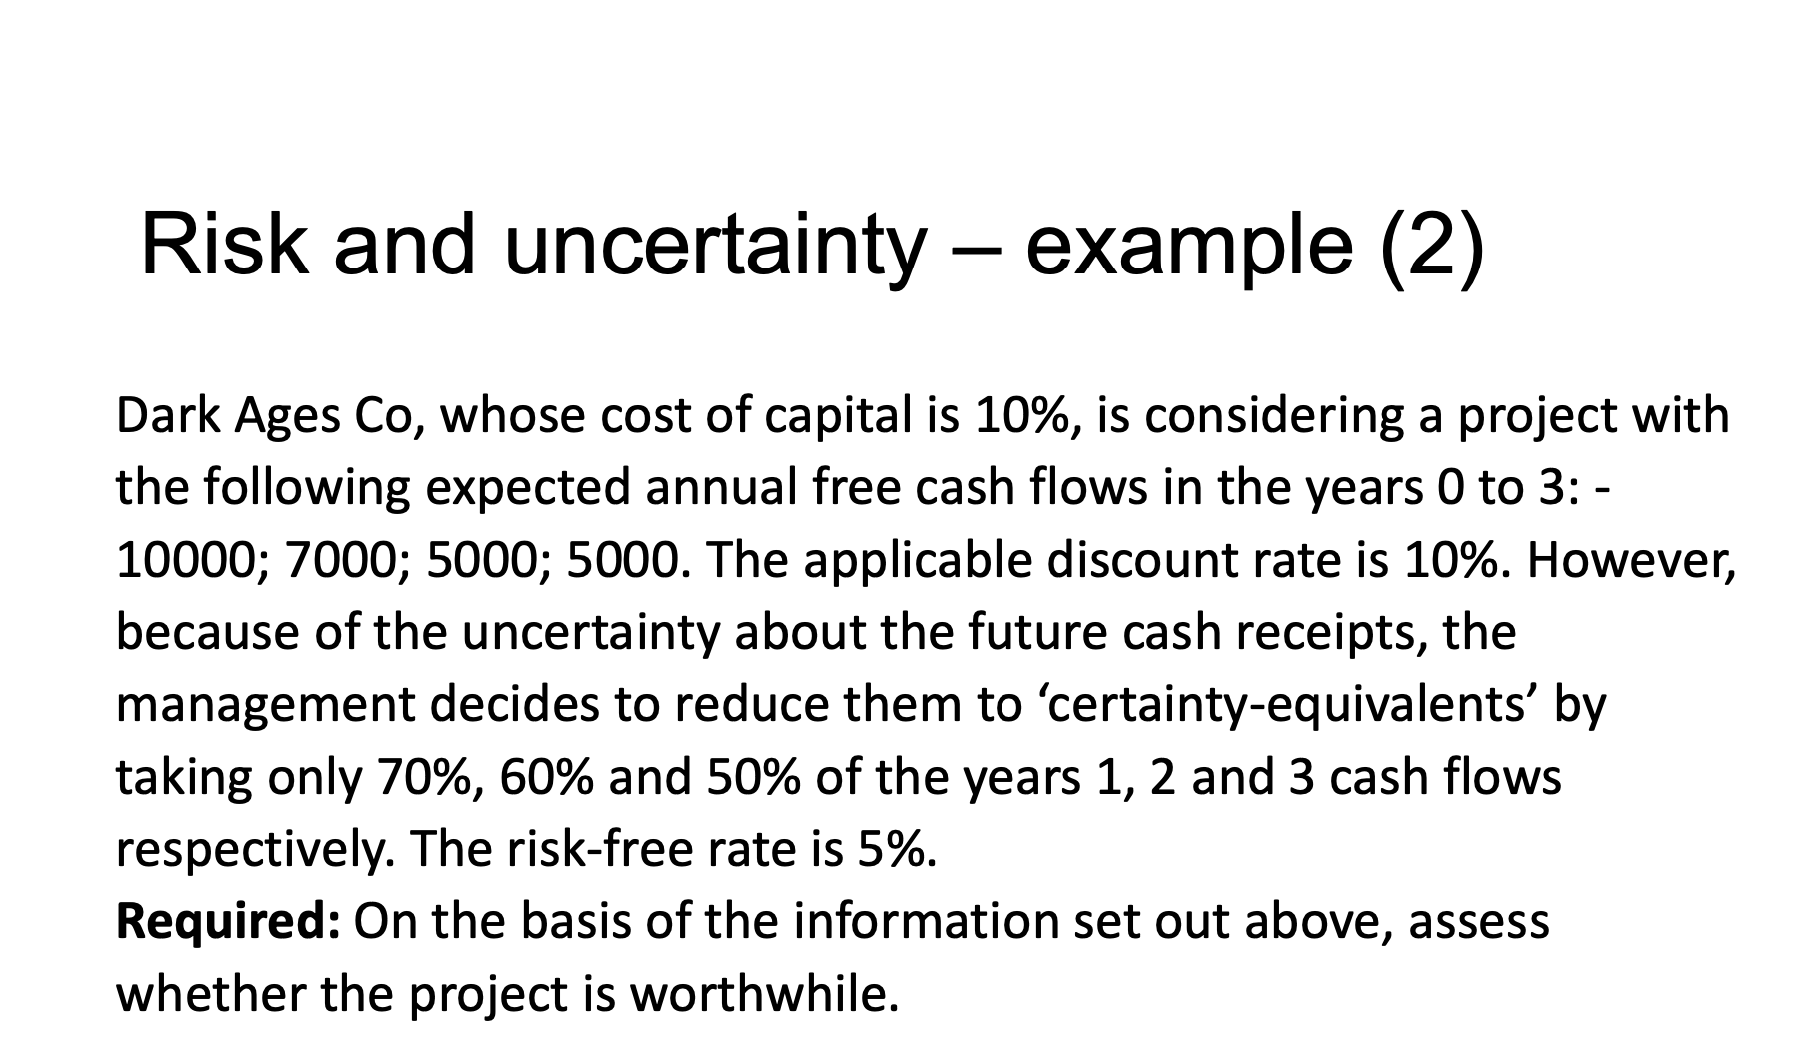 Risk and uncertainty – example (2)
Dark Ages Co, whose cost of capital is 10%, is considering a project with
the following expected annual free cash flows in the years 0 to 3: -
10000; 7000; 5000; 5000. The applicable discount rate is 10%. However,
because of the uncertainty about the future cash receipts, the
management decides to reduce them to ‘certainty-equivalents’ by
taking only 70%, 60% and 50% of the years 1, 2 and 3 cash flows
respectively. The risk-free rate is 5%.
Required: On the basis of the information set out above, assess
whether the project is worthwhile.